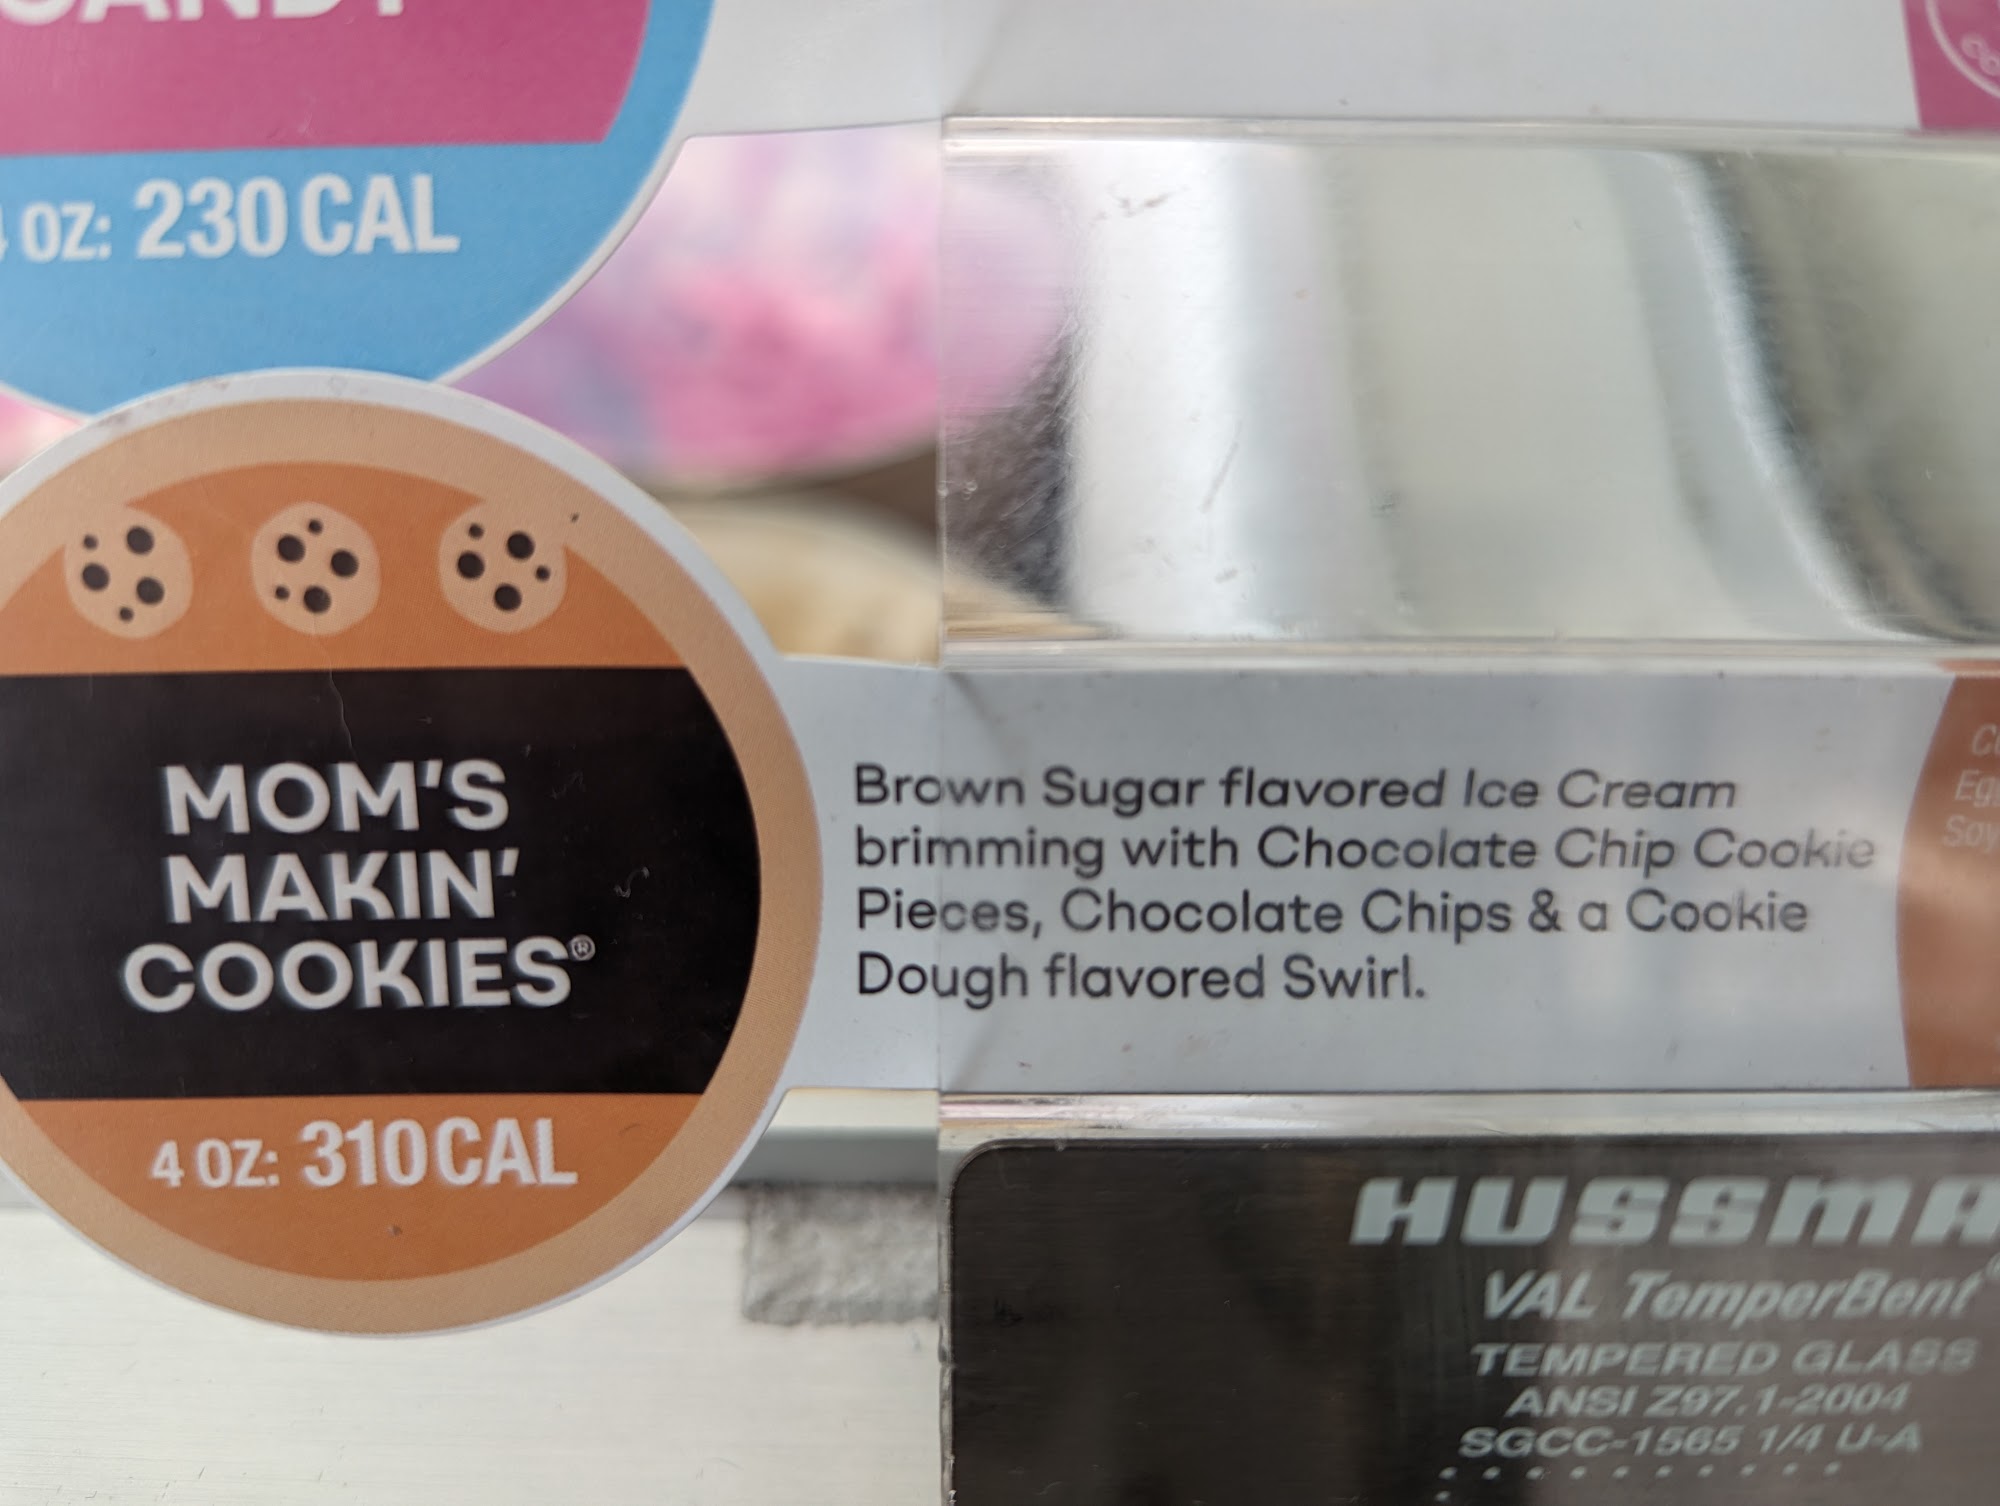 OZ: 230 CAL
MOM'S
MAKIN'
COOKIES®
4 OZ: 310 CAL
Brown Sugar flavored Ice Cream
brimming with Chocolate Chip Cookie
Pieces, Chocolate Chips & a Cookie
Dough flavored Swirl.
VAL TemperBent
TEMPERED GLASS
ANSI Z97.1-2004
SGCC-1565 1/4 U-A